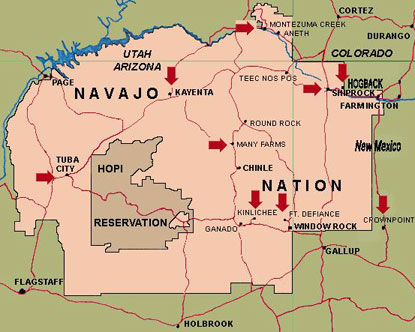 CORTEZ
MONTEZUMA CREEK
ANETH
DURANGO
UTAH
ARIZONA
COLORADO
PAGE
TEEC NOS POS
HOGBACK
NAVAJO
KAYENTA
SHIPROCK
FARMINGTON
ROUND ROCK
MANY FARMS
New Mexico
TUBA
CITY
HOPI
CHINLE
NATION
RESERVATION
KINLICHEE
FT. DEFIANCE
CROWNPOINT
GANADO
WINDOW ROCK
GALLUP
FLAGSTAFF
HOLBROOK